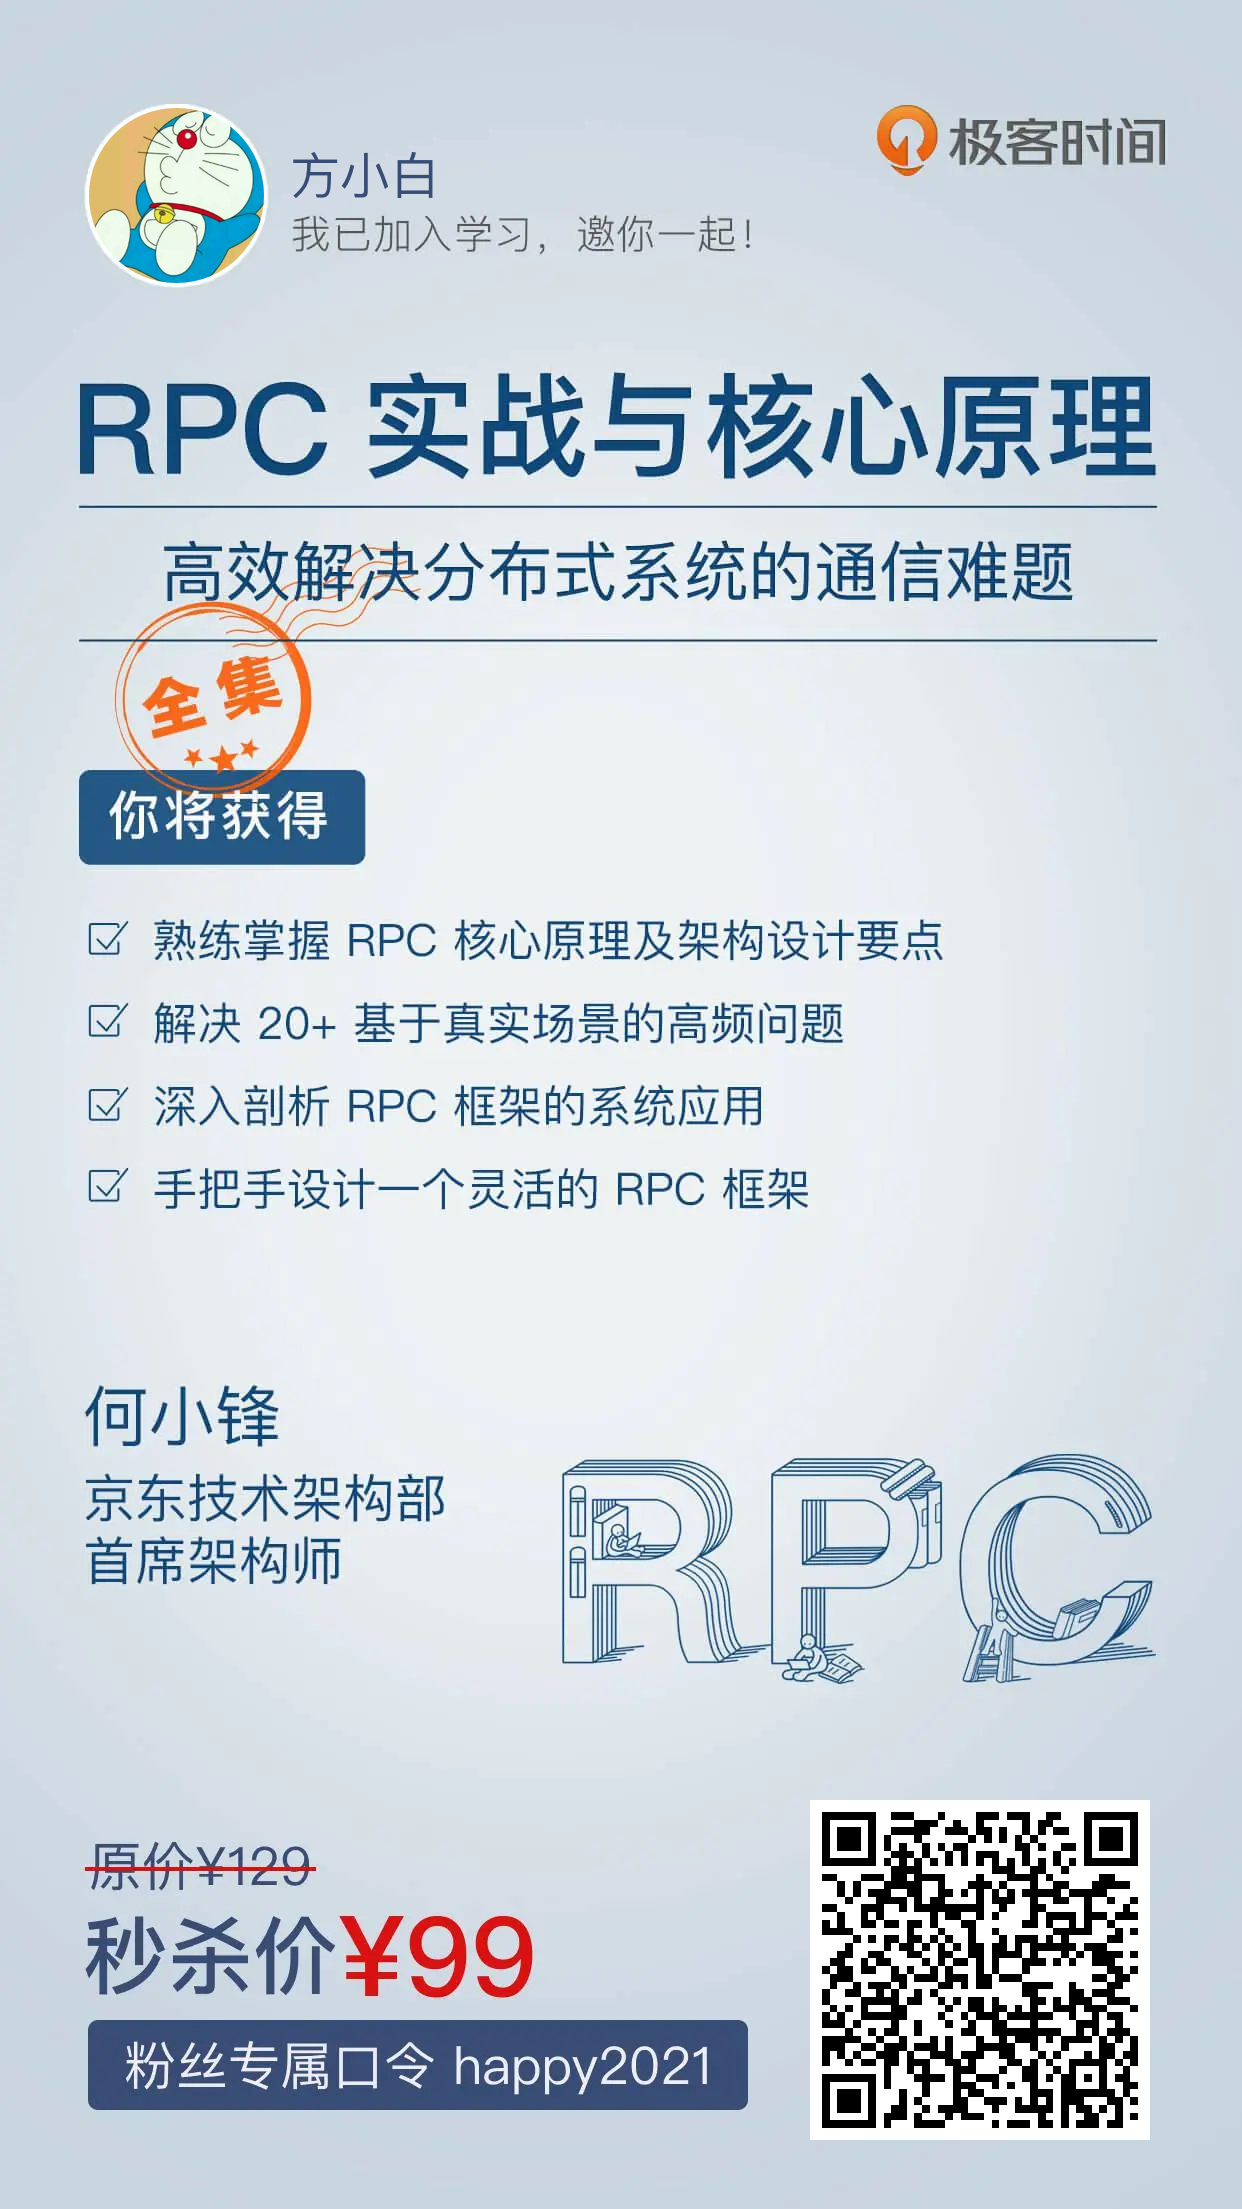 方小白
我已加入学习，邀你一起！
极客时间
RPC 实战与核心原理
高效解决分布式系统的通信难题
全集
你将获得
熟练掌握 RPC 核心原理及架构设计要点
解决 20+ 基于真实场景的高频问题
深入剖析 RPC 框架的系统应用
手把手设计一个灵活的 RPC 框架
何小锋
京东技术架构部
首席架构师
RPC
原价¥129
秒杀价¥99
粉丝专属口令 happy2021